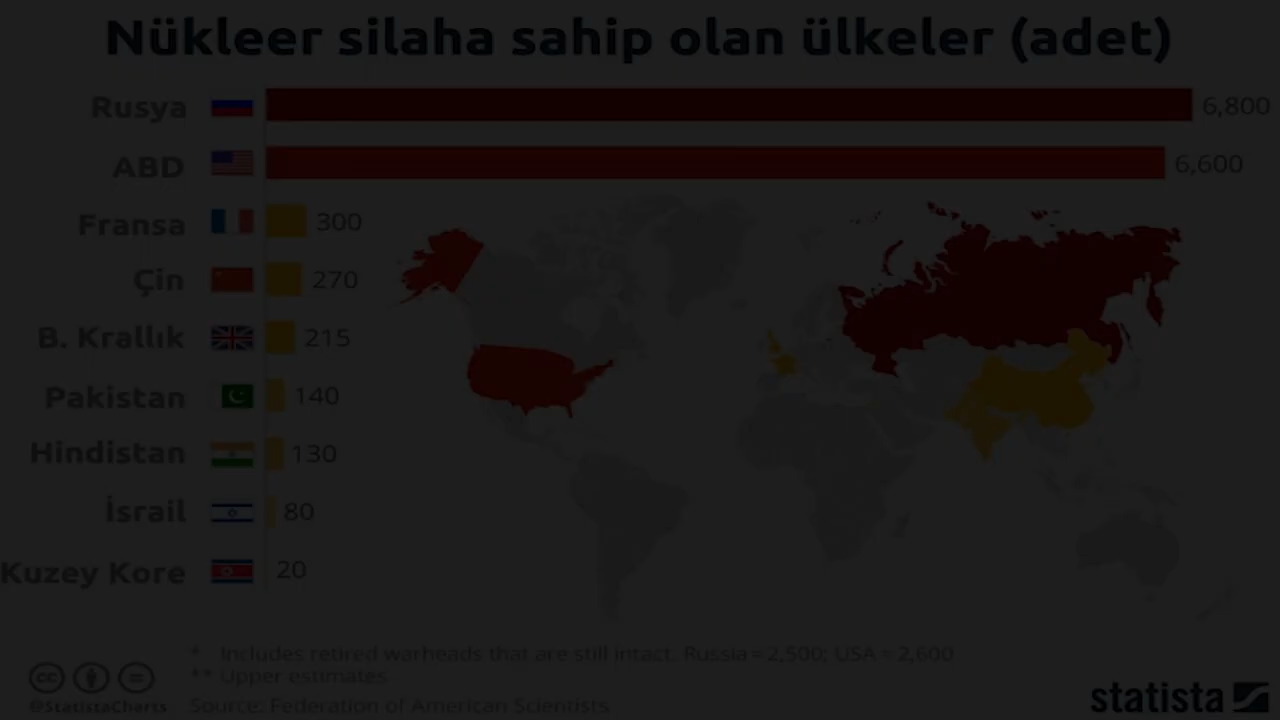 Nükleer silaha sahip olan ülkeler (adet)
Rusya 6,800
ABD 6,600
Fransa 300
Çin 270
B. Krallık 215
Pakistan 140
Hindistan 130
İsrail 80
Kuzey Kore 20
* Includes retired warheads that are still intact. Russia = 2,500; USA = 2,600
** Upper estimates
Source: Federation of American Scientists
cc
@StatistaCharts
statista